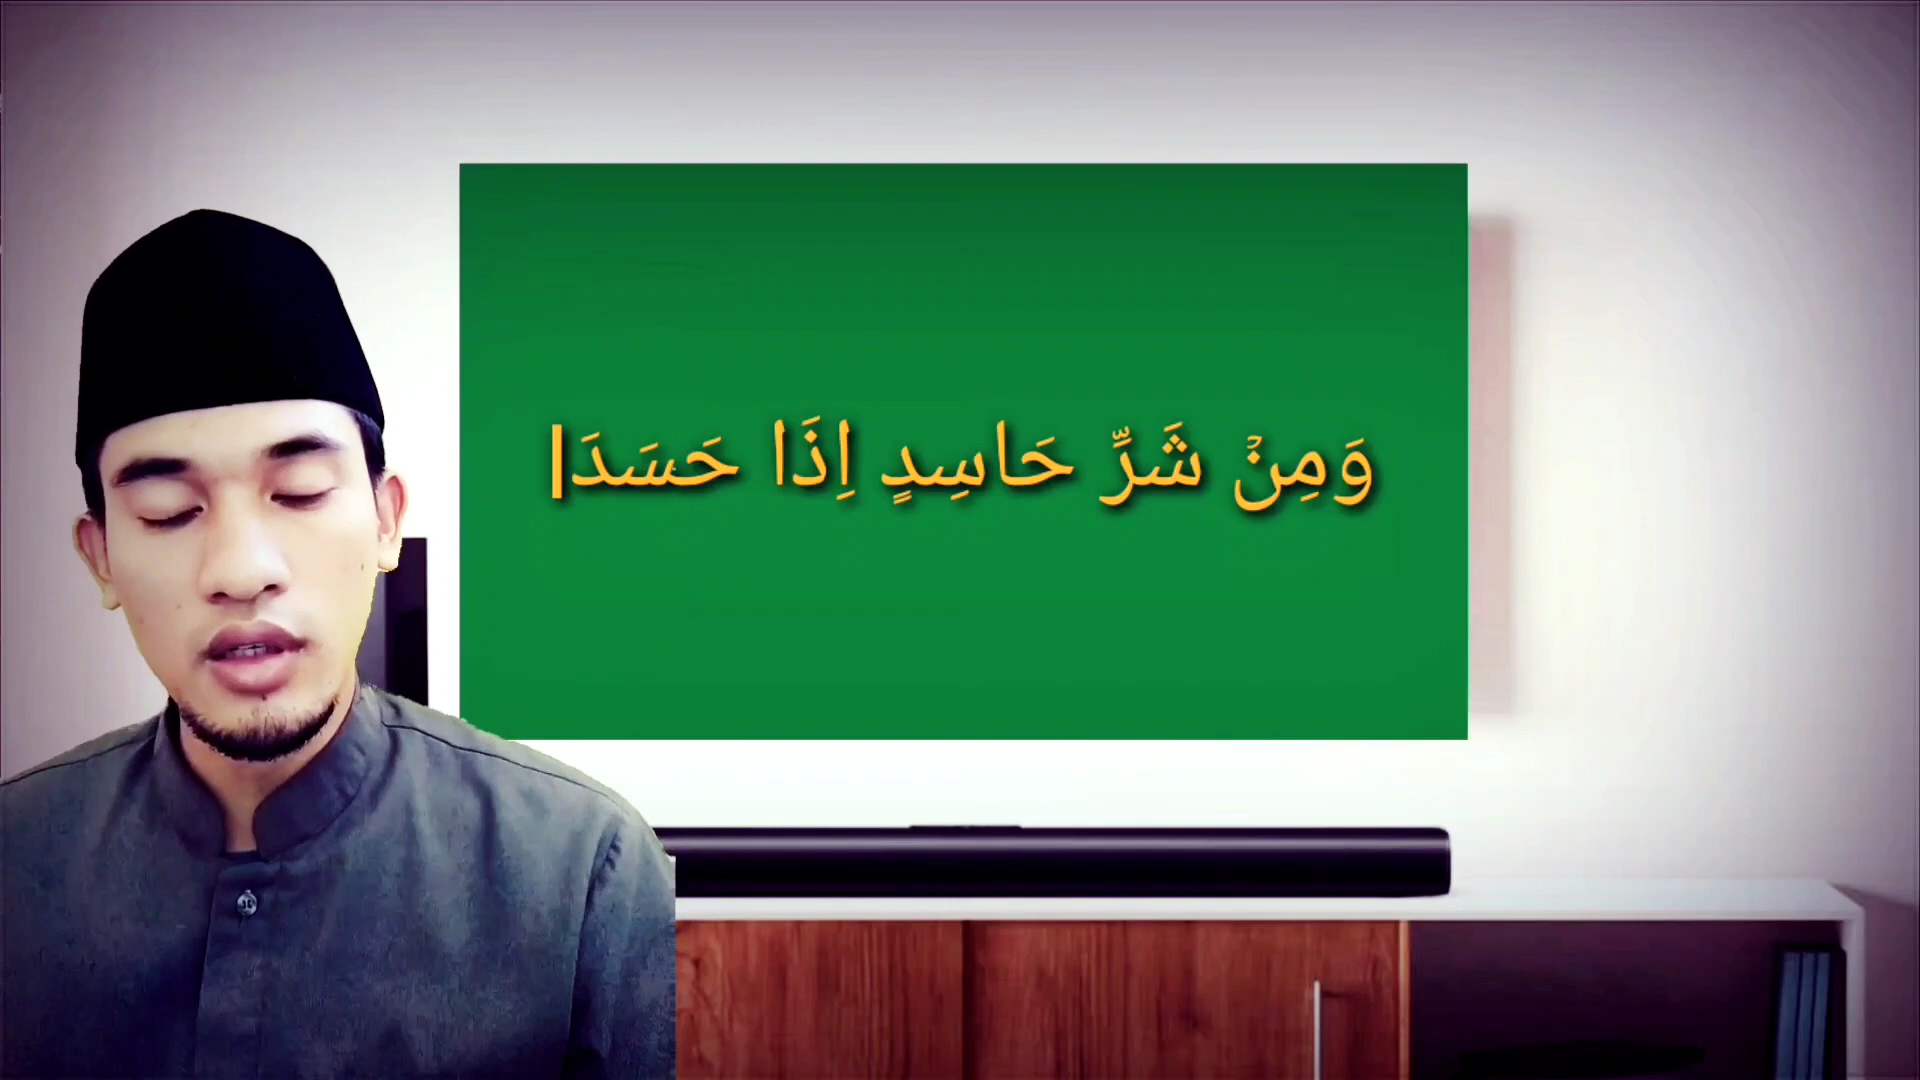 وَمِنْ شَرِّ حَاسِدٍ اِذَا حَسَدَ